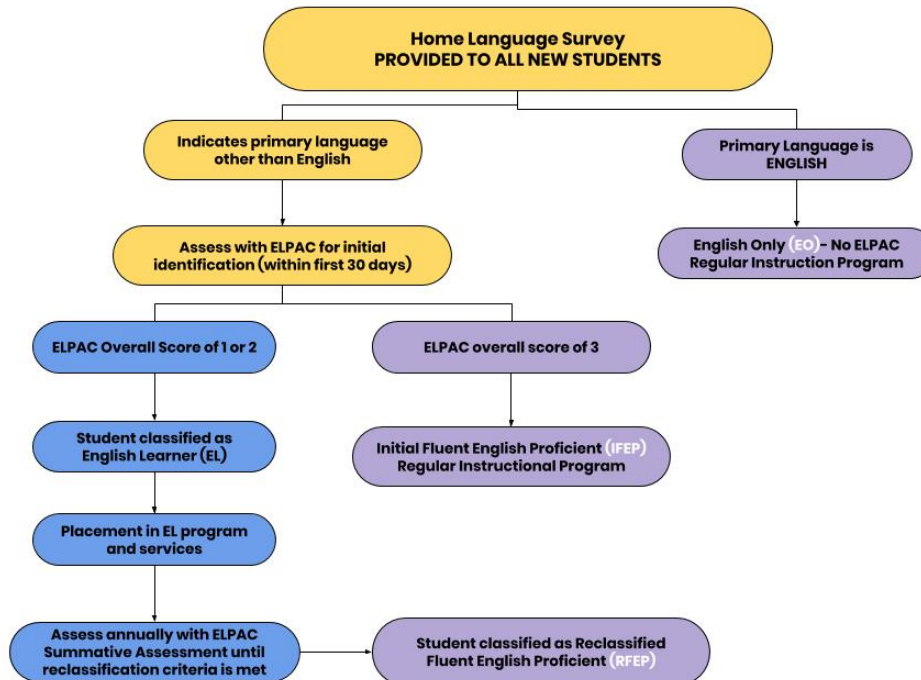 Home Language Survey
PROVIDED TO ALL NEW STUDENTS
Indicates primary language
other than English
Primary Language is
ENGLISH
Assess with ELPAC for initial
identification (within first 30 days)
English Only (EO)- No ELPAC
Regular Instruction Program
ELPAC Overall Score of 1 or 2
ELPAC overall score of 3
Student classified as
English Learner (EL)
Initial Fluent English Proficient (IFEP)
Regular Instructional Program
Placement in EL program
and services
Assess annually with ELPAC
Summative Assessment until
reclassification criteria is met
Student classified as Reclassified
Fluent English Proficient (RFEP)